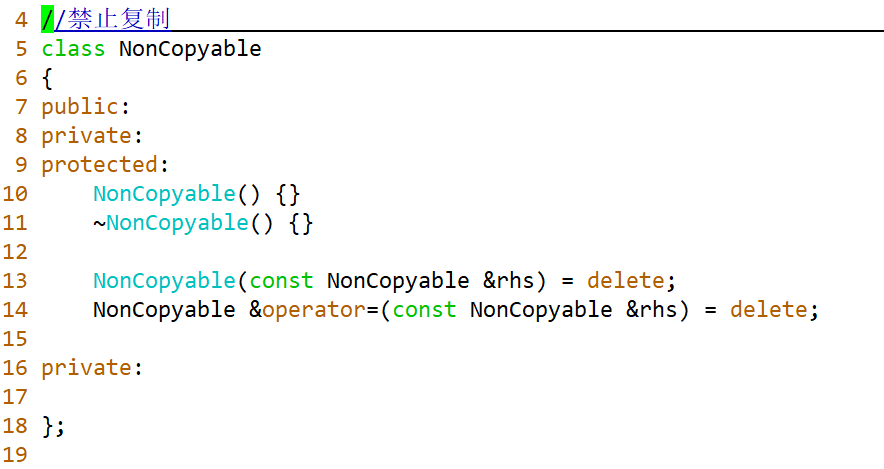 4 //禁止复制
5 class NonCopyable
6 {
7 public:
8 private:
9 protected:
10     NonCopyable() {}
11     ~NonCopyable() {}
12
13     NonCopyable(const NonCopyable &rhs) = delete;
14     NonCopyable &operator=(const NonCopyable &rhs) = delete;
15
16 private:
17
18 };
19